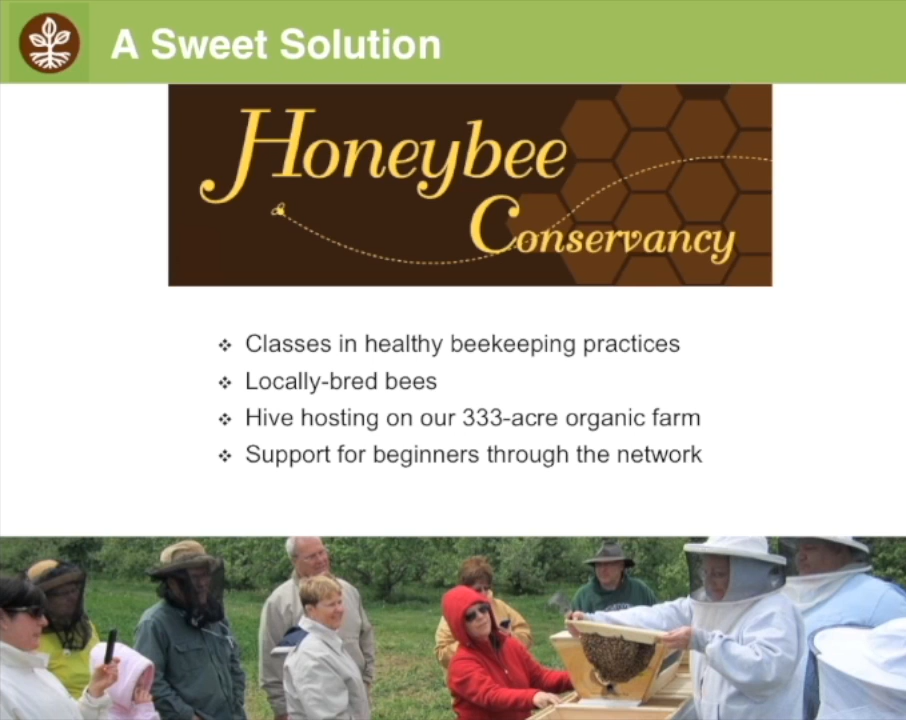 A Sweet Solution
Honeybee
Conservancy
❖ Classes in healthy beekeeping practices
❖ Locally-bred bees
❖ Hive hosting on our 333-acre organic farm
❖ Support for beginners through the network